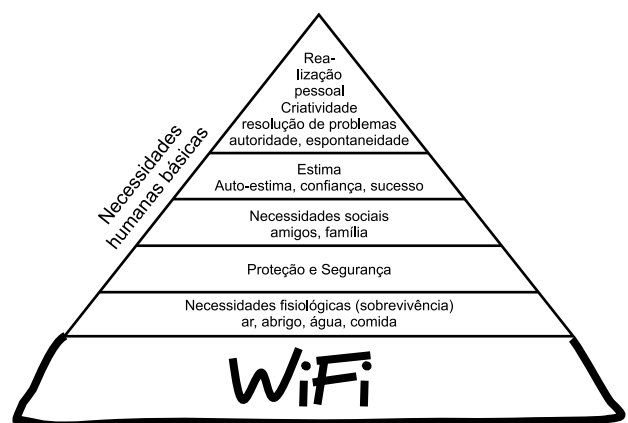 Necessidades
humanas básicas
Rea-
lização
pessoal
Criatividade
resolução de problemas
autoridade, espontaneidade
Estima
Auto-estima, confiança, sucesso
Necessidades sociais
amigos, família
Proteção e Segurança
Necessidades fisiológicas (sobrevivência)
ar, abrigo, água, comida
WiFi